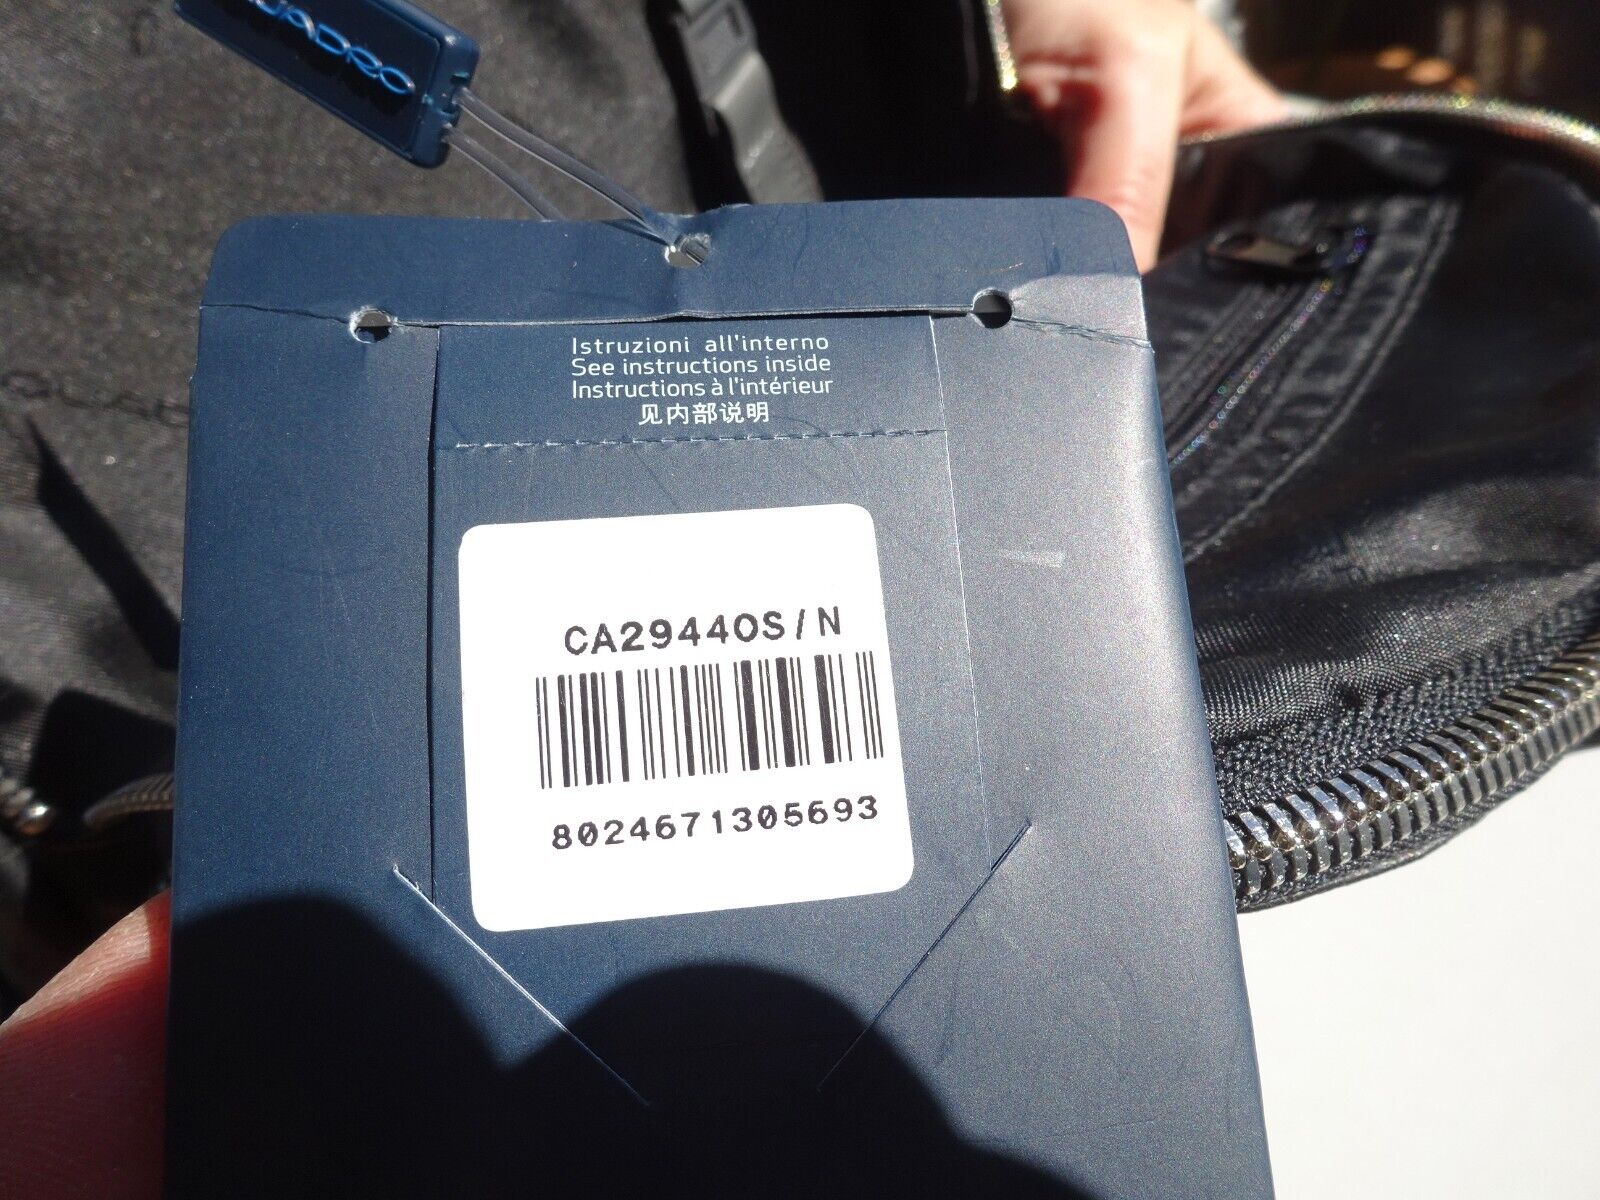 Istruzioni all'interno
See instructions inside
Instructions à l'intérieur
见内部说明
CA2944OS/N
8024671305693